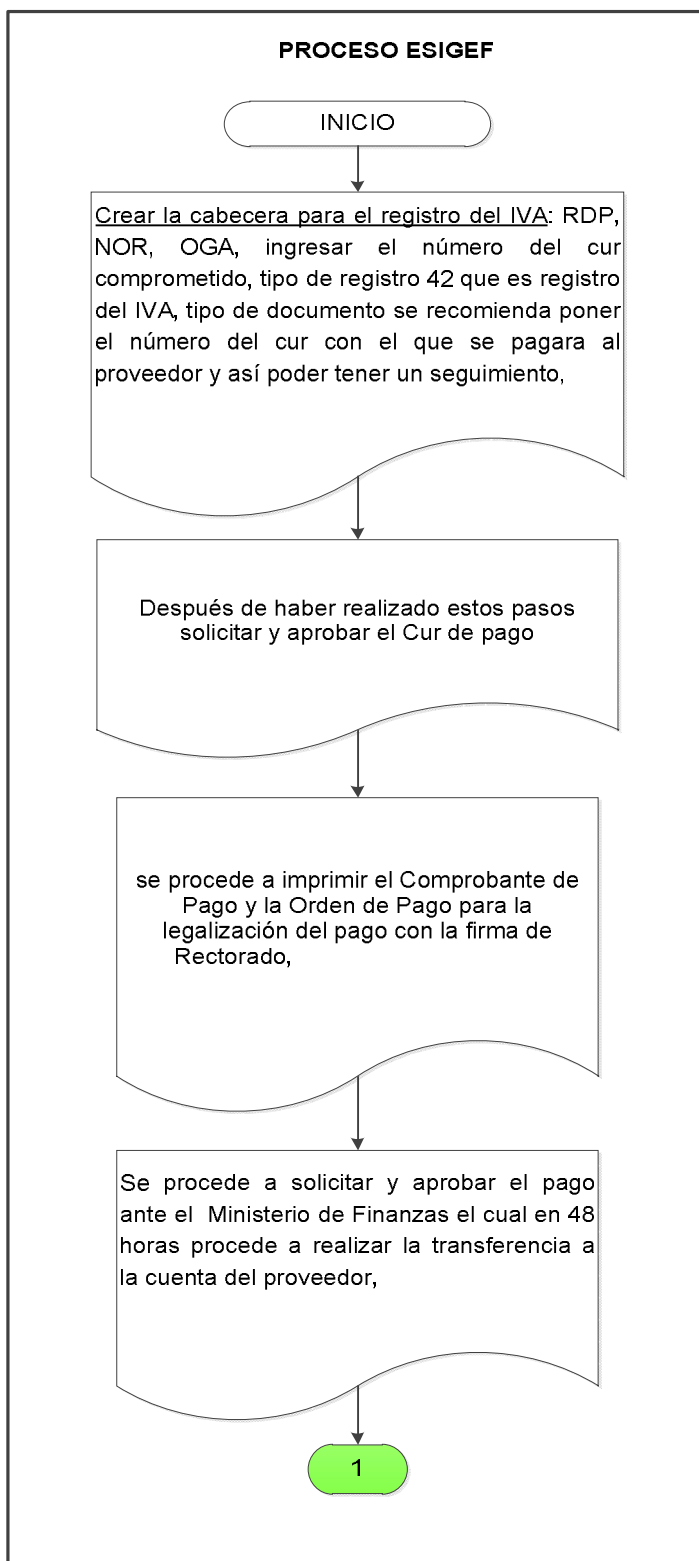 PROCESO ESIGEF
INICIO
Crear la cabecera para el registro del IVA: RDP,
NOR, OGA, ingresar el número del cur
comprometido, tipo de registro 42 que es registro
del IVA, tipo de documento se recomienda poner
el número del cur con el que se pagara al
proveedor y así poder tener un seguimiento,
Después de haber realizado estos pasos
solicitar y aprobar el Cur de pago
se procede a imprimir el Comprobante de
Pago y la Orden de Pago para la
legalización del pago con la firma de
Rectorado,
Se procede a solicitar y aprobar el pago
ante el Ministerio de Finanzas el cual en 48
horas procede a realizar la transferencia a
la cuenta del proveedor,
1